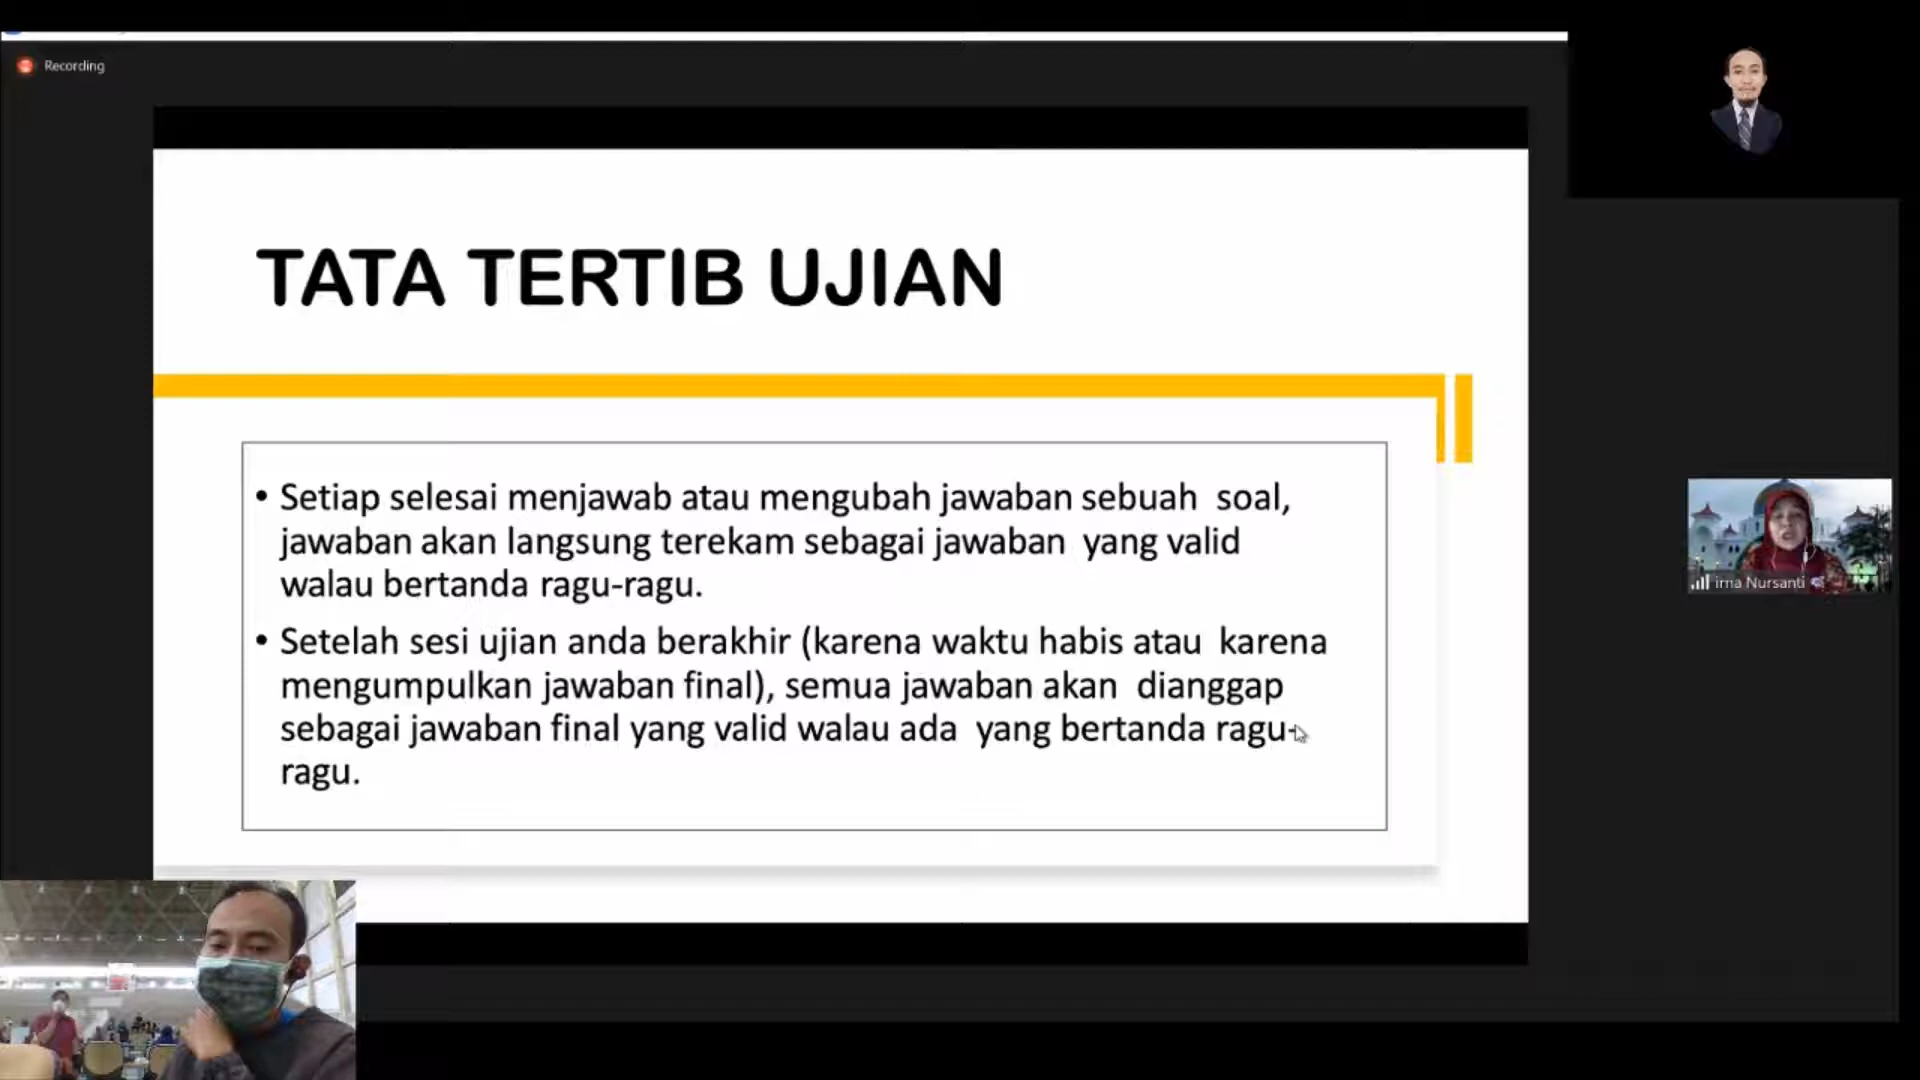 Recording
TATA TERTIB UJIAN
• Setiap selesai menjawab atau mengubah jawaban sebuah soal,
jawaban akan langsung terekam sebagai jawaban yang valid
walau bertanda ragu-ragu.
• Setelah sesi ujian anda berakhir (karena waktu habis atau karena
mengumpulkan jawaban final), semua jawaban akan dianggap
sebagai jawaban final yang valid walau ada yang bertanda ragu-
ragu.
irna Nursanti